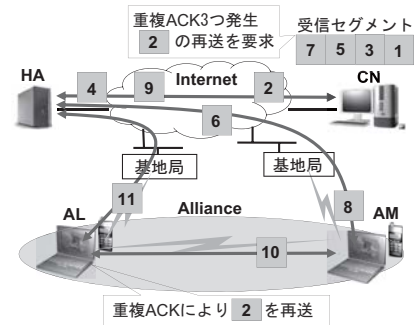 重複ACK3つ発生
2 の再送を要求
受信セグメント
7 5 3 1
HA
Internet
CN
4 9 2
6
基地局
基地局
11
8
AL
Alliance
AM
10
重複ACKにより 2 を再送